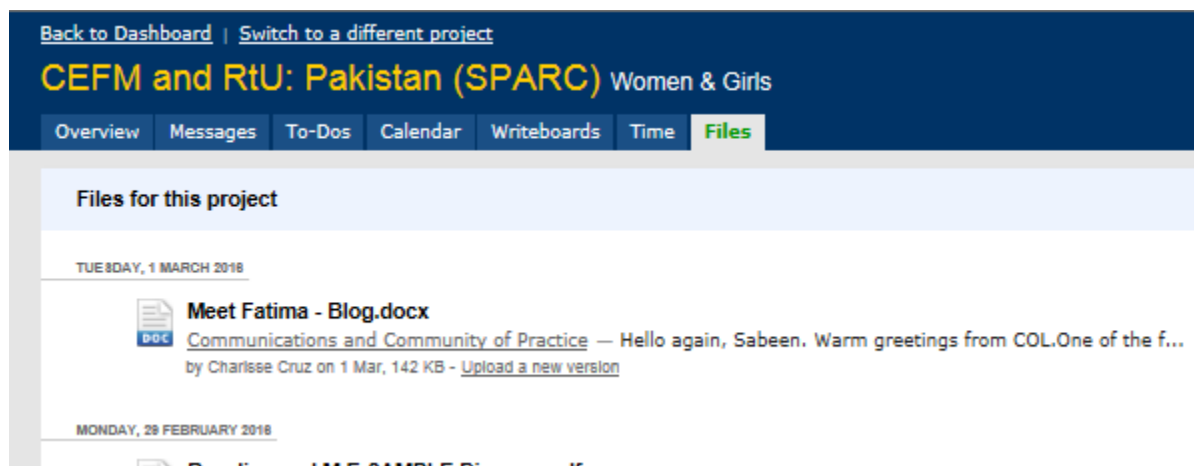 Back to Dashboard | Switch to a different project
CEFM and RtU: Pakistan (SPARC) Women & Girls
Overview Messages To-Dos Calendar Writeboards Time Files
Files for this project
TUESDAY, 1 MARCH 2016
Meet Fatima - Blog.docx
DOC
Communications and Community of Practice — Hello again, Sabeen. Warm greetings from COL.One of the f...
by Charisse Cruz on 1 Mar, 142 KB - Upload a new version
MONDAY, 29 FEBRUARY 2016